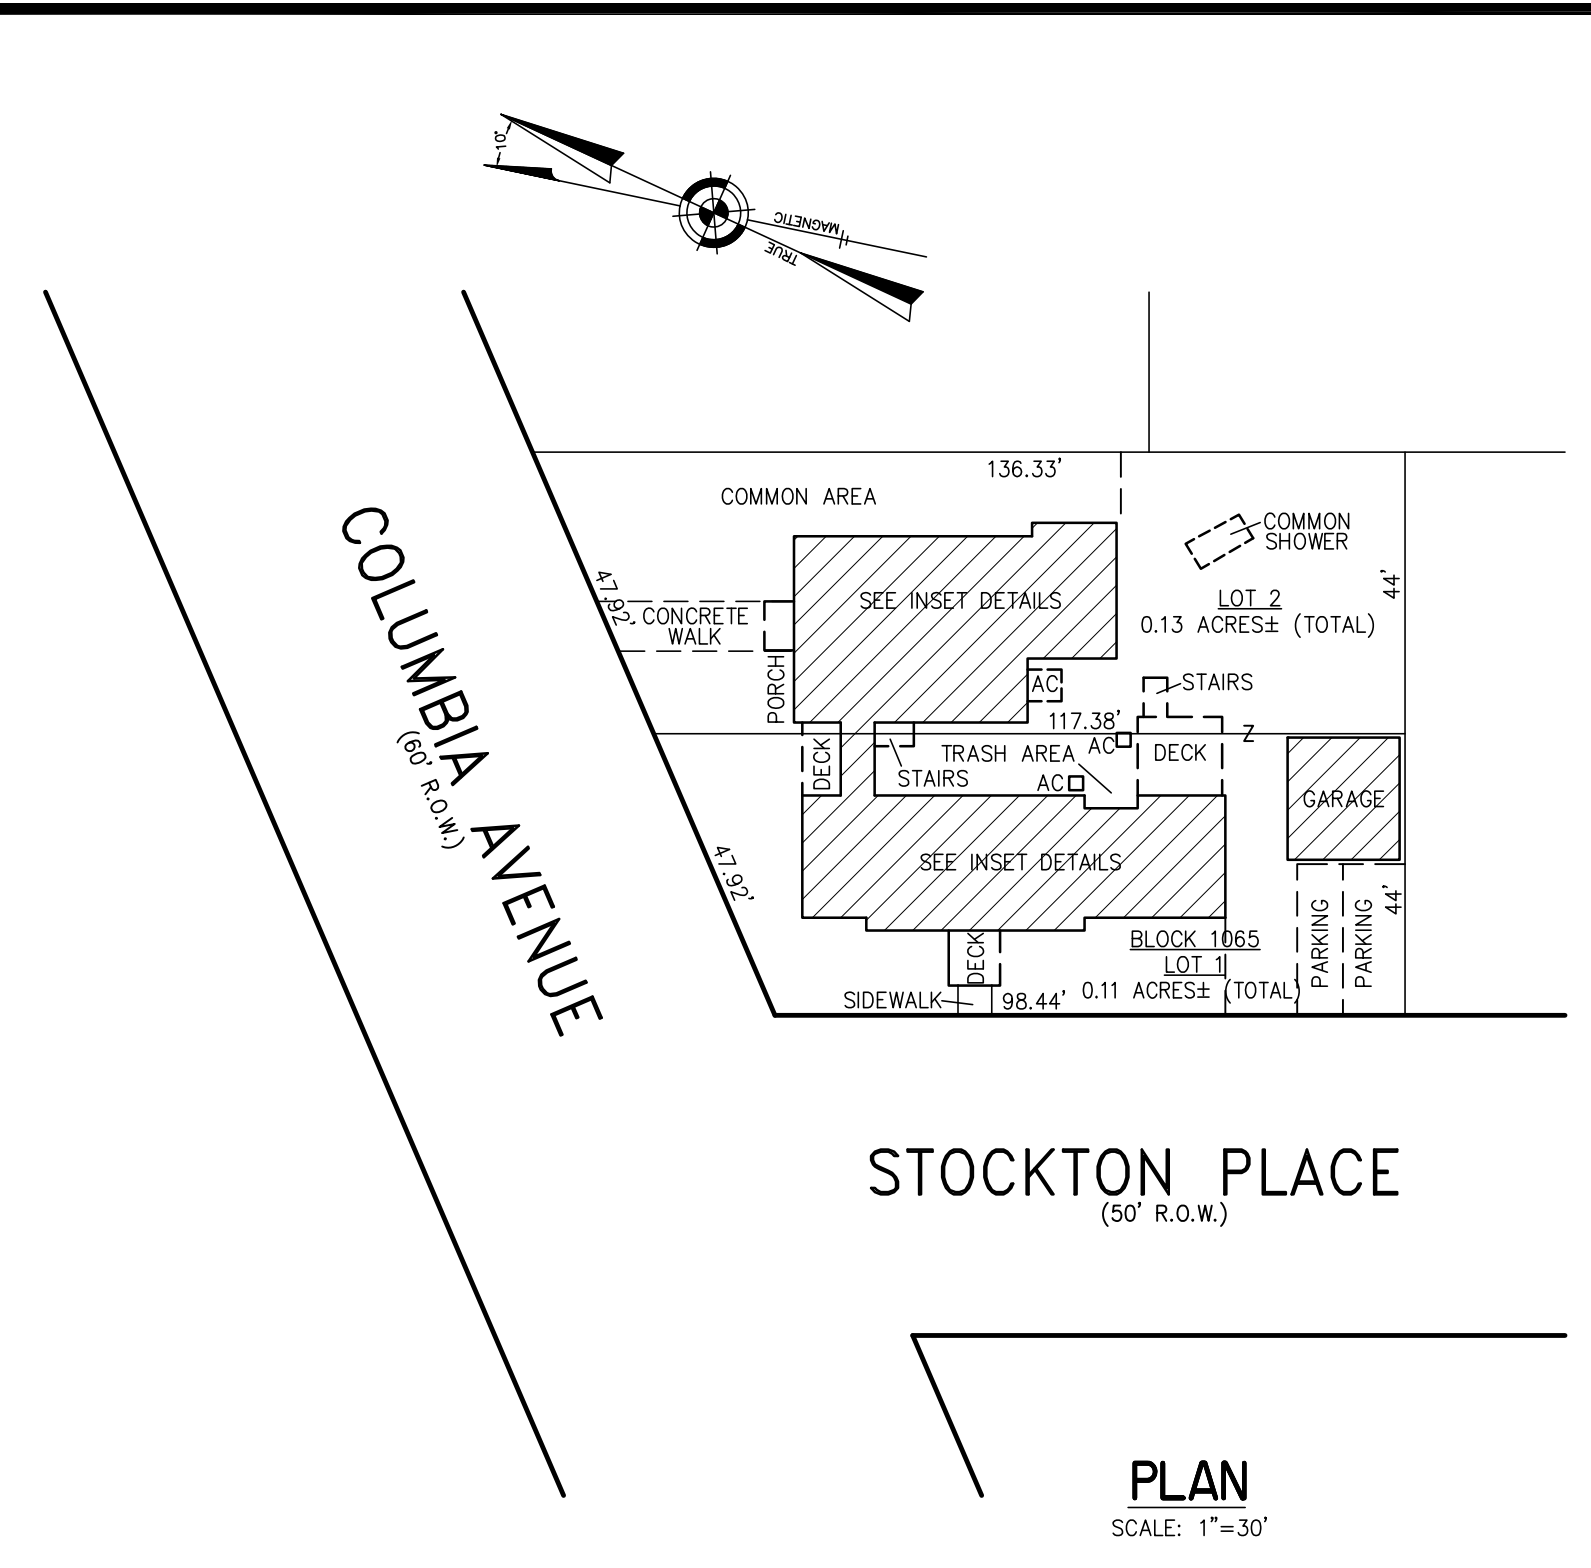 10°
MAGNETIC
TRUE
136.33'
COMMON AREA
COMMON
SHOWER
47.92'
44'
SEE INSET DETAILS
LOT 2
0.13 ACRES± (TOTAL)
CONCRETE
WALK
PORCH
AC
STAIRS
117.38'
Z
AC
DECK
TRASH AREA
DECK
STAIRS
AC
GARAGE
COLUMBIA AVENUE
(60' R.O.W.)
47.92'
SEE INSET DETAILS
44'
PARKING
PARKING
DECK
BLOCK 1065
LOT 1
0.11 ACRES± (TOTAL)
SIDEWALK
98.44'
STOCKTON PLACE
(50' R.O.W.)
PLAN
SCALE: 1"=30'